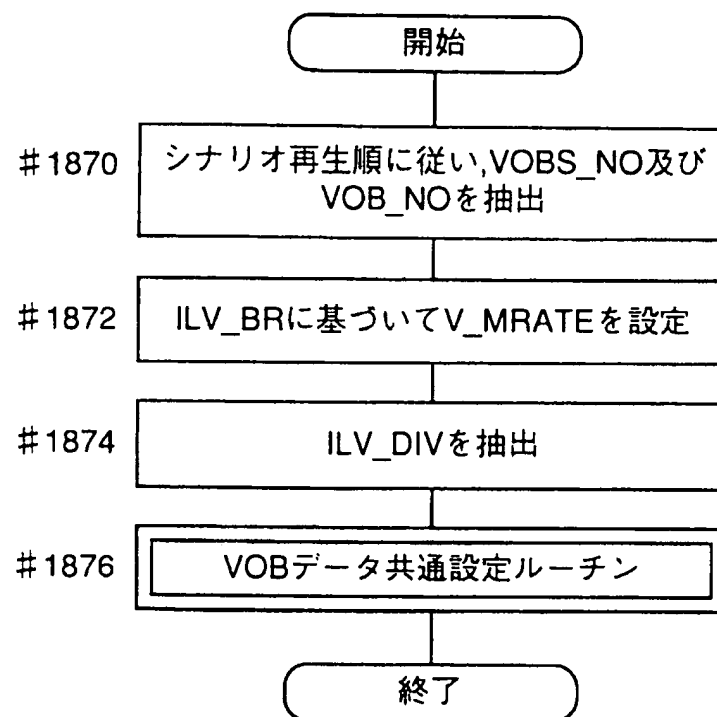 開始
#1870 シナリオ再生順に従い,VOBS_NO及び
VOB_NOを抽出
#1872 ILV_BRに基づいてV_MRATEを設定
#1874 ILV_DIVを抽出
#1876 VOBデータ共通設定ルーチン
終了